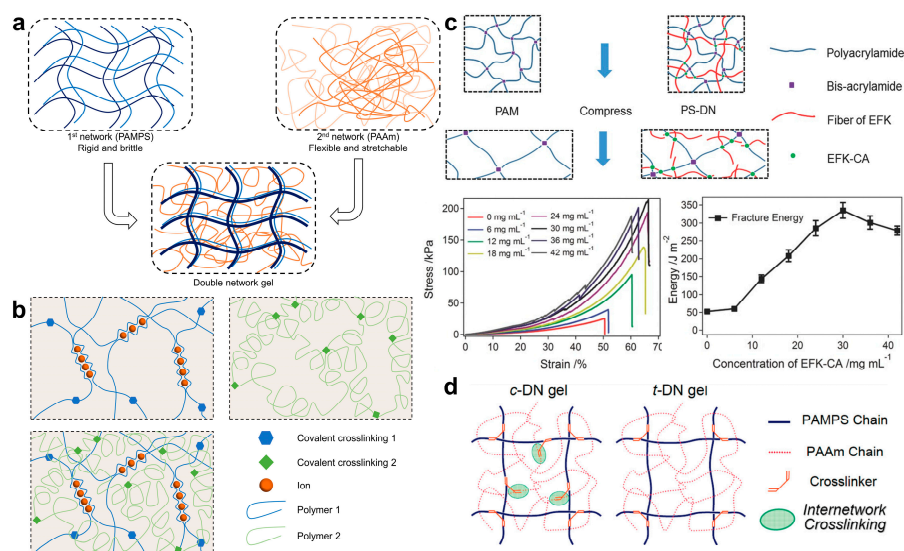 a
1st network (PAMPS)
Rigid and brittle
2nd network (PAAm)
Flexible and stretchable
Double network gel
b
Covalent crosslinking 1
Covalent crosslinking 2
Ion
Polymer 1
Polymer 2
c
PAM
Compress
PS-DN
Polyacrylamide
Bis-acrylamide
Fiber of EFK
EFK-CA
Stress /kPa
200
150
100
50
0
0 mg mL-1
6 mg mL-1
12 mg mL-1
18 mg mL-1
24 mg mL-1
30 mg mL-1
36 mg mL-1
42 mg mL-1
0 10 20 30 40 50 60 70
Strain /%
Energy /J m-2
350
300
250
200
150
100
50
0
Fracture Energy
0 10 20 30 40
Concentration of EFK-CA /mg mL-1
d
c-DN gel
t-DN gel
PAMPS Chain
PAAm Chain
Crosslinker
Internetwork
Crosslinking